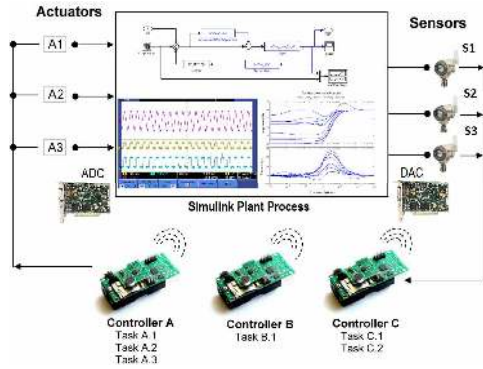 Actuators
Sensors
A1
A2
A3
S1
S2
S3
ADC
DAC
Simulink Plant Process
Controller A
Task A.1
Task A.2
Task A.3
Controller B
Task B.1
Controller C
Task C.1
Task C.2